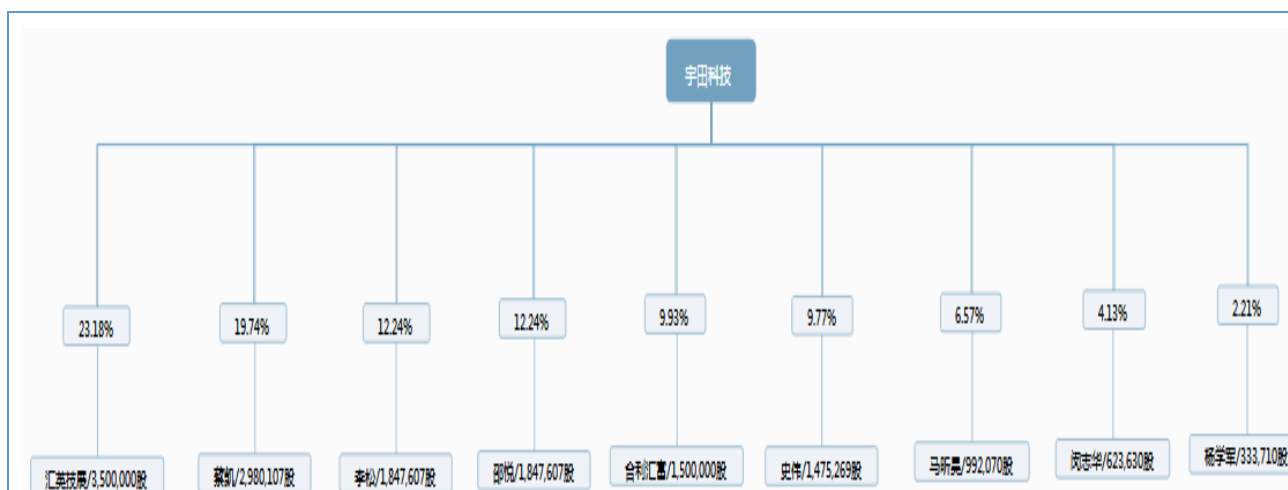 宇田科技
23.18%
19.74%
12.24%
12.24%
9.93%
9.77%
6.57%
4.13%
2.21%
汇英技展/3,500,000股
蔡凯/2,980,107股
李松/1,847,607股
邵悦/1,847,607股
合利汇富/1,500,000股
史伟/1,475,269股
马昕昊/992,070股
闵志华/623,630股
杨学军/333,710股